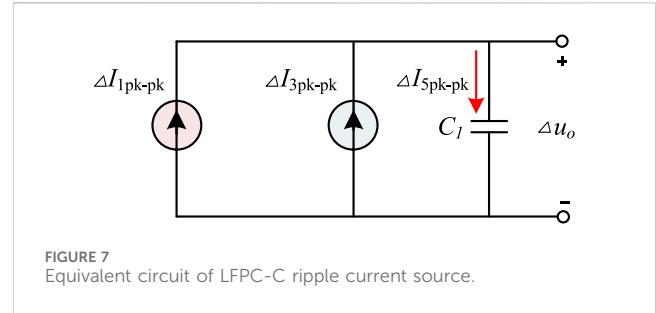 △I1pk-pk △I3pk-pk △I5pk-pk
+
C1 △uo
−
FIGURE 7
Equivalent circuit of LFPC-C ripple current source.